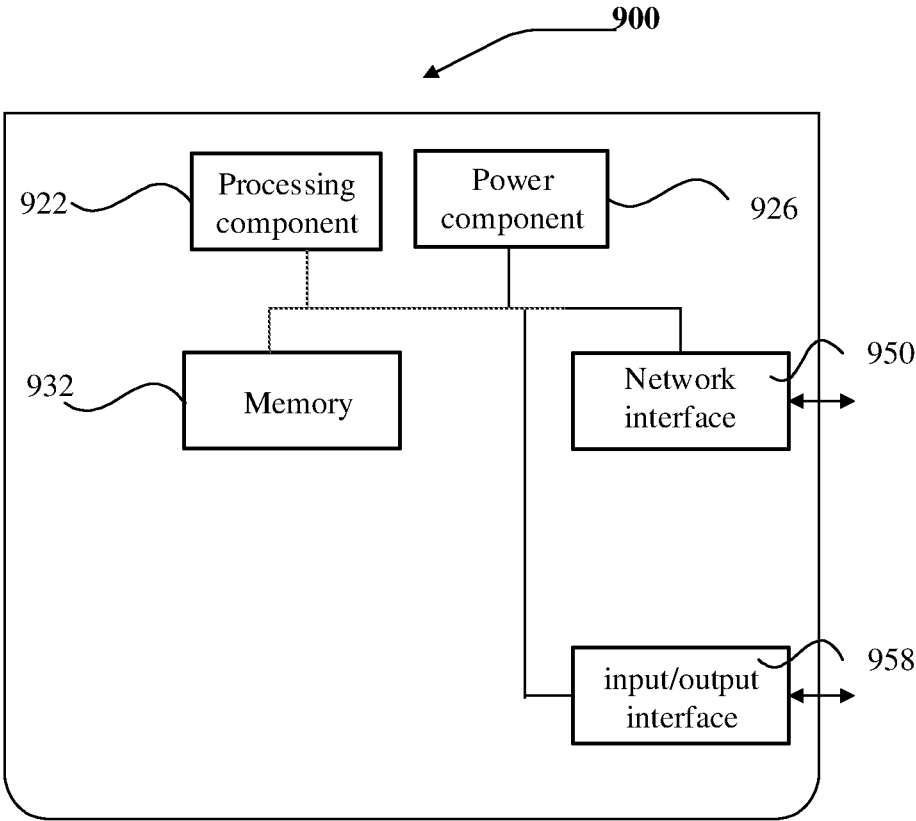 900
922
Processing
component
Power
component
926
932
Memory
Network
interface
950
input/output
interface
958